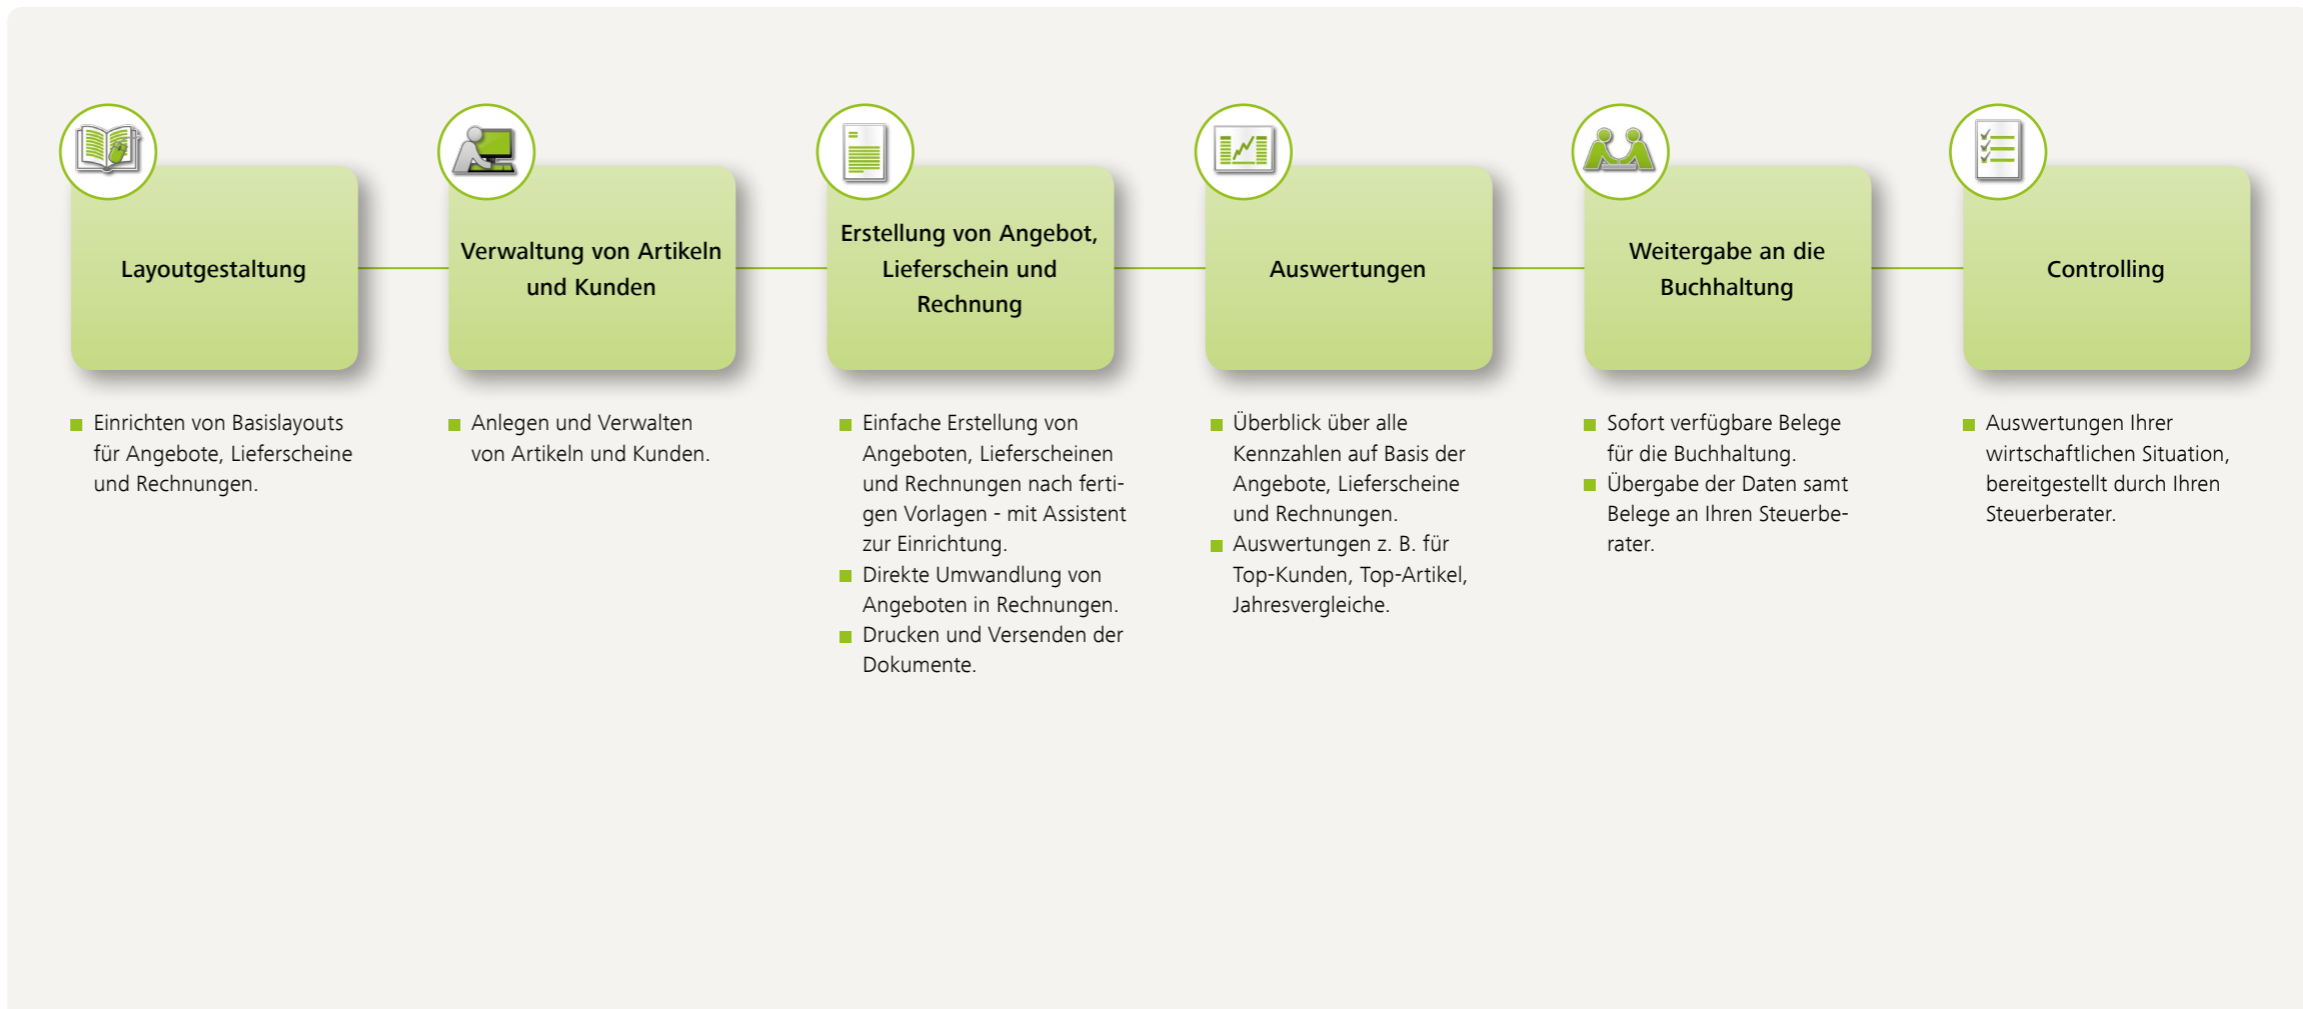 Layoutgestaltung
Einrichten von Basislayouts
für Angebote, Lieferscheine
und Rechnungen.
Verwaltung von Artikeln
und Kunden
Anlegen und Verwalten
von Artikeln und Kunden.
Erstellung von Angebot,
Lieferschein und
Rechnung
Einfache Erstellung von
Angeboten, Lieferscheinen
und Rechnungen nach ferti-
gen Vorlagen - mit Assistent
zur Einrichtung.
Direkte Umwandlung von
Angeboten in Rechnungen.
Drucken und Versenden der
Dokumente.
Auswertungen
Überblick über alle
Kennzahlen auf Basis der
Angebote, Lieferscheine
und Rechnungen.
Auswertungen z. B. für
Top-Kunden, Top-Artikel,
Jahresvergleiche.
Weitergabe an die
Buchhaltung
Sofort verfügbare Belege
für die Buchhaltung.
Übergabe der Daten samt
Belege an Ihren Steuerbe-
rater.
Controlling
Auswertungen Ihrer
wirtschaftlichen Situation,
bereitgestellt durch Ihren
Steuerberater.